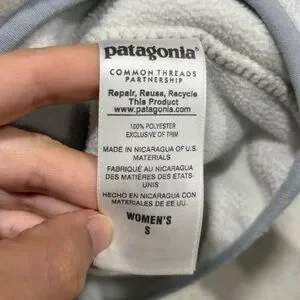 patagonia®
COMMON THREADS
PARTNERSHIP
Repair, Reuse, Recycle
This Product
www.patagonia.com
100% POLYESTER
EXCLUSIVE OF TRIM
MADE IN NICARAGUA OF U.S.
MATERIALS
FABRIQUÉ AU NICARAGUA
DES MATIÈRES DES ETATS-
UNIS
HECHO EN NICARAGUA CON
MATERIALES DE EE.UU.
WOMEN'S
S